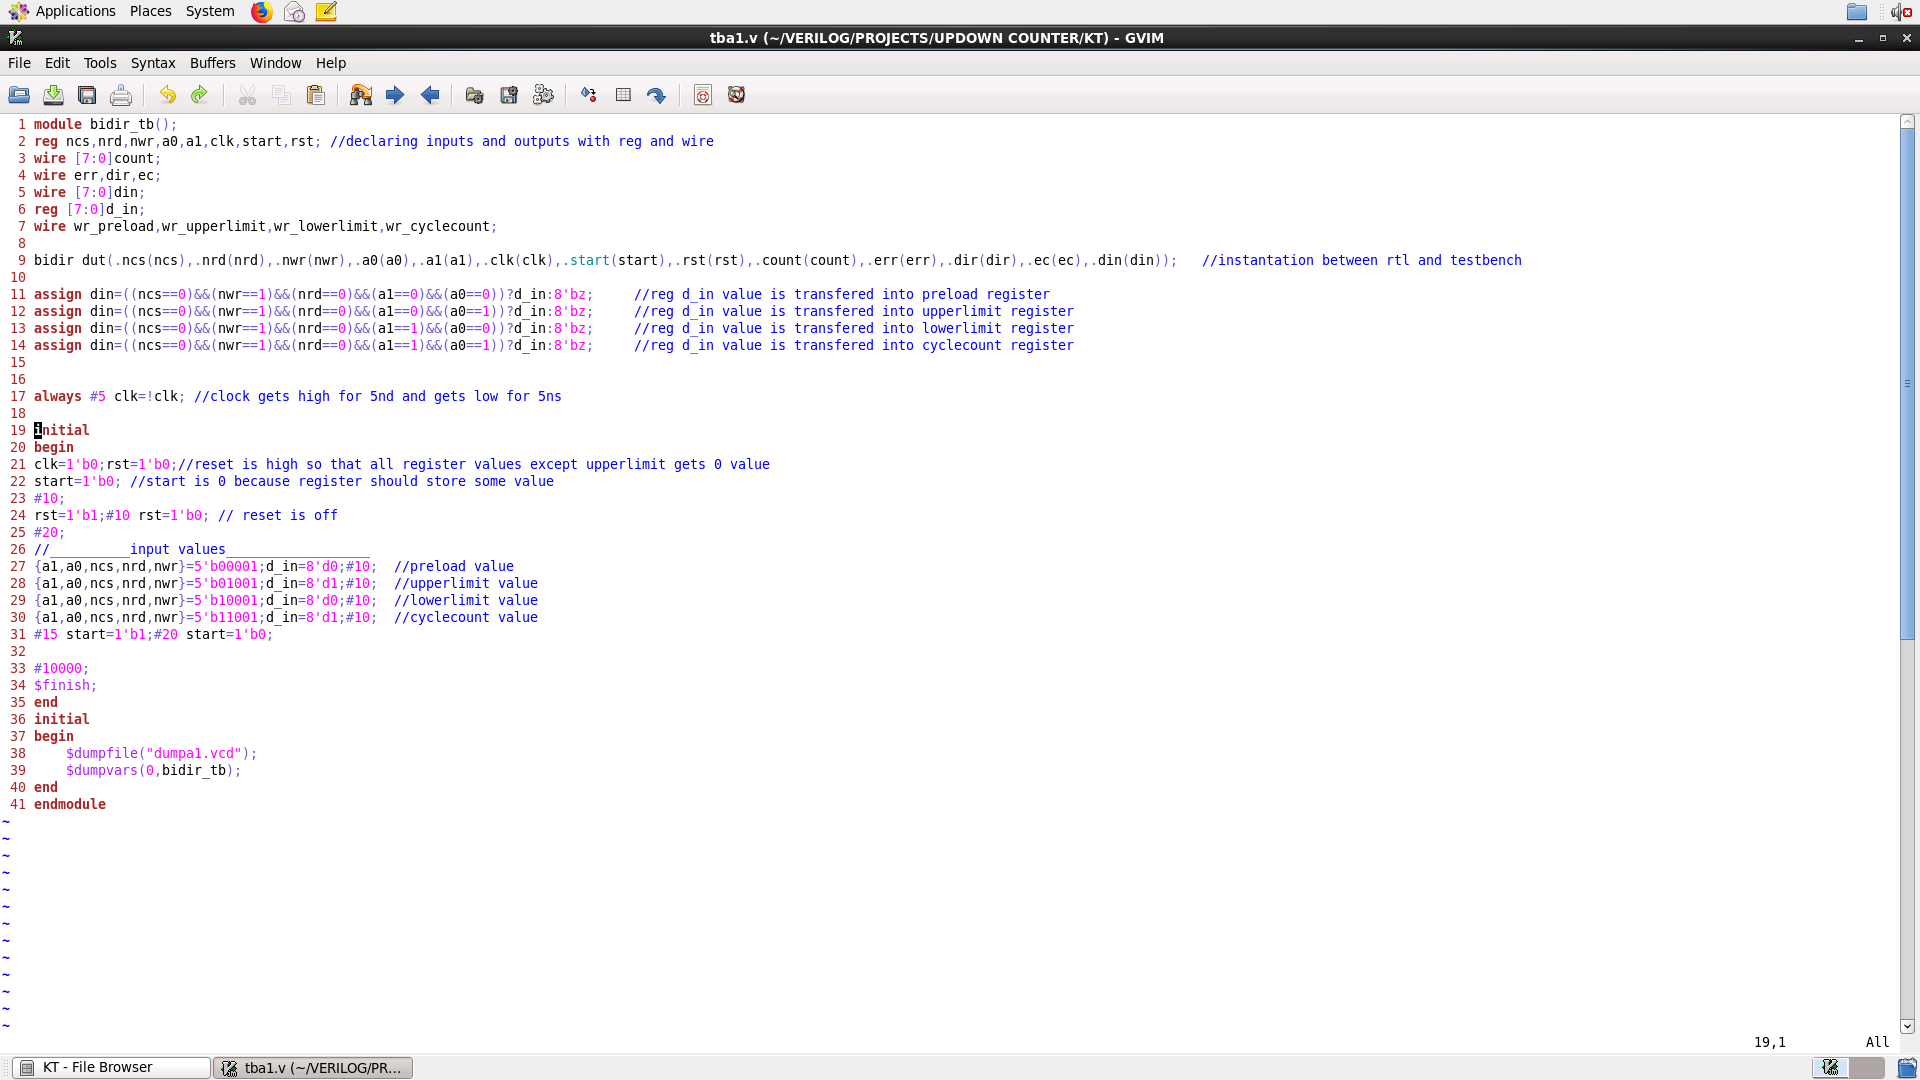 Applications Places System
tba1.v (~/VERILOG/PROJECTS/UPDOWN COUNTER/KT) - GVIM
File Edit Tools Syntax Buffers Window Help
1 module bidir_tb();
2 reg ncs,nrd,nwr,a0,a1,clk,start,rst; //declaring inputs and outputs with reg and wire
3 wire [7:0]count;
4 wire err,dir,ec;
5 wire [7:0]din;
6 reg [7:0]d_in;
7 wire wr_preload,wr_upperlimit,wr_lowerlimit,wr_cyclecount;
8
9 bidir dut(.ncs(ncs),.nrd(nrd),.nwr(nwr),.a0(a0),.a1(a1),.clk(clk),.start(start),.rst(rst),.count(count),.err(err),.dir(dir),.ec(ec),.din(din)); //instantation between rtl and testbench
10
11 assign din=((ncs==0)&&(nwr==1)&&(nrd==0)&&(a1==0)&&(a0==0))?d_in:8'bz; //reg d_in value is transfered into preload register
12 assign din=((ncs==0)&&(nwr==1)&&(nrd==0)&&(a1==0)&&(a0==1))?d_in:8'bz; //reg d_in value is transfered into upperlimit register
13 assign din=((ncs==0)&&(nwr==1)&&(nrd==0)&&(a1==1)&&(a0==0))?d_in:8'bz; //reg d_in value is transfered into lowerlimit register
14 assign din=((ncs==0)&&(nwr==1)&&(nrd==0)&&(a1==1)&&(a0==1))?d_in:8'bz; //reg d_in value is transfered into cyclecount register
15
16
17 always #5 clk=!clk; //clock gets high for 5nd and gets low for 5ns
18
19 initial
20 begin
21 clk=1'b0;rst=1'b0;//reset is high so that all register values except upperlimit gets 0 value
22 start=1'b0; //start is 0 because register should store some value
23 #10;
24 rst=1'b1;#10 rst=1'b0; // reset is off
25 #20;
26 //__________input values__________________
27 {a1,a0,ncs,nrd,nwr}=5'b00001;d_in=8'd0;#10; //preload value
28 {a1,a0,ncs,nrd,nwr}=5'b01001;d_in=8'd1;#10; //upperlimit value
29 {a1,a0,ncs,nrd,nwr}=5'b10001;d_in=8'd0;#10; //lowerlimit value
30 {a1,a0,ncs,nrd,nwr}=5'b11001;d_in=8'd1;#10; //cyclecount value
31 #15 start=1'b1;#20 start=1'b0;
32
33 #10000;
34 $finish;
35 end
36 initial
37 begin
38 $dumpfile("dumpa1.vcd");
39 $dumpvars(0,bidir_tb);
40 end
41 endmodule
~
~
~
~
~
~
~
~
~
~
~
~
~
19,1 All
KT - File Browser tba1.v (~/VERILOG/PR...